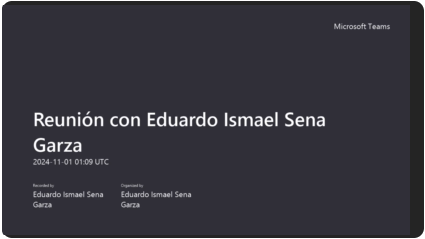 Microsoft Teams
Reunión con Eduardo Ismael Sena
Garza
2024-11-01 01:09 UTC
Recorded by
Eduardo Ismael Sena
Garza
Organized by
Eduardo Ismael Sena
Garza